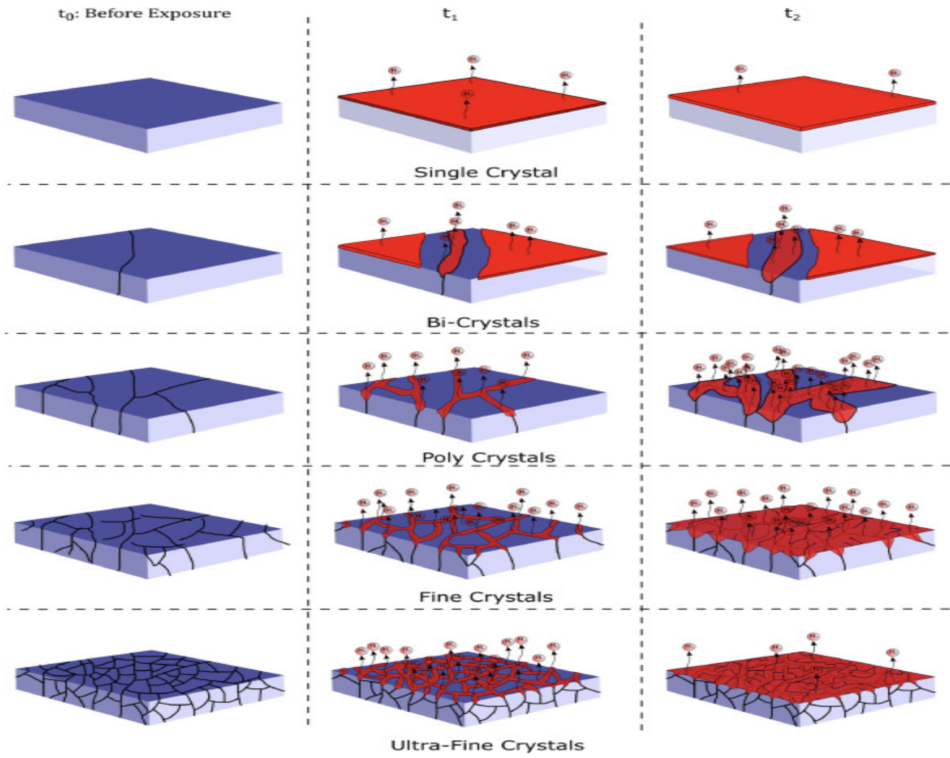 t₀: Before Exposure
t₁
t₂
Single Crystal
Bi-Crystals
Poly Crystals
Fine Crystals
Ultra-Fine Crystals